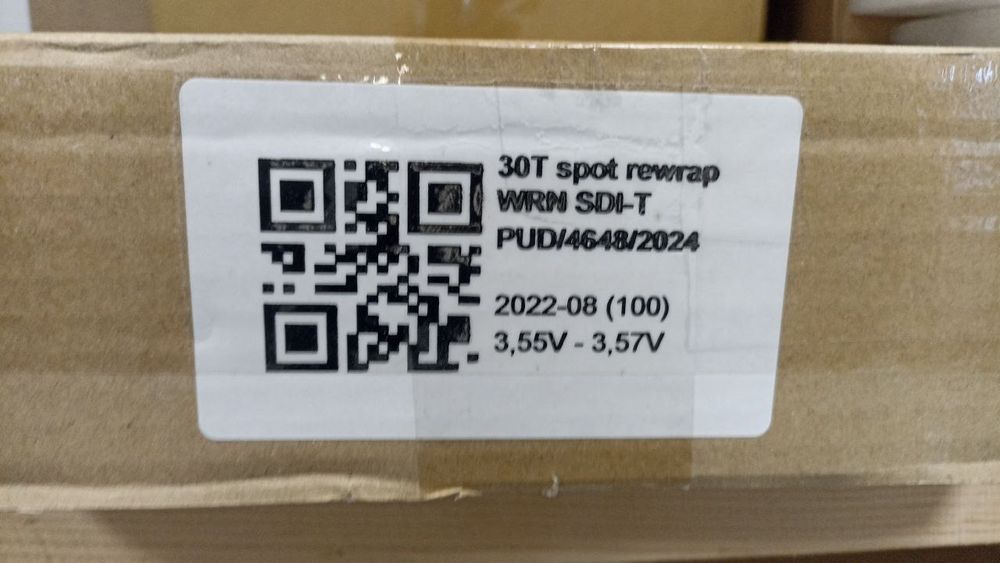 30T spot rewrap
WRN SDI-T
PUD/4648/2024
2022-08 (100)
3,55V - 3,57V